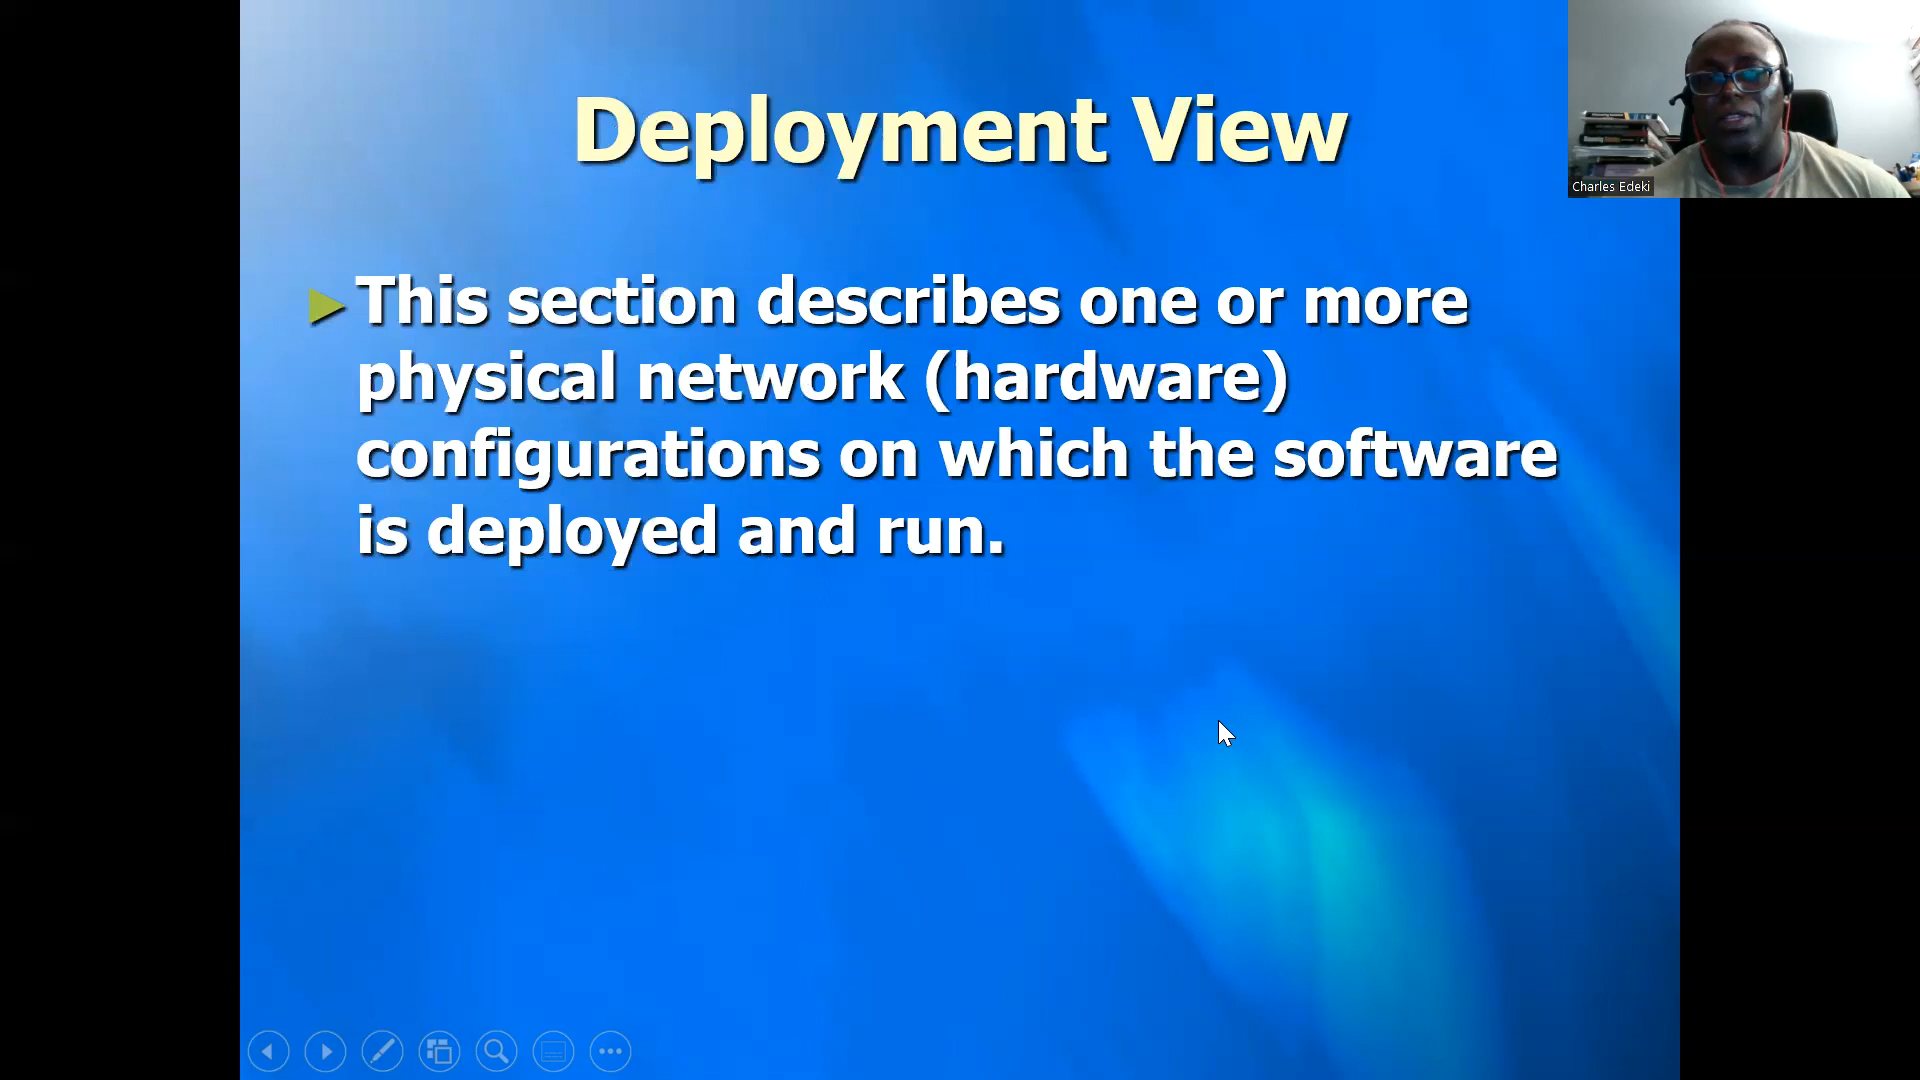 Deployment View
This section describes one or more
physical network (hardware)
configurations on which the software
is deployed and run.
Charles Edeki